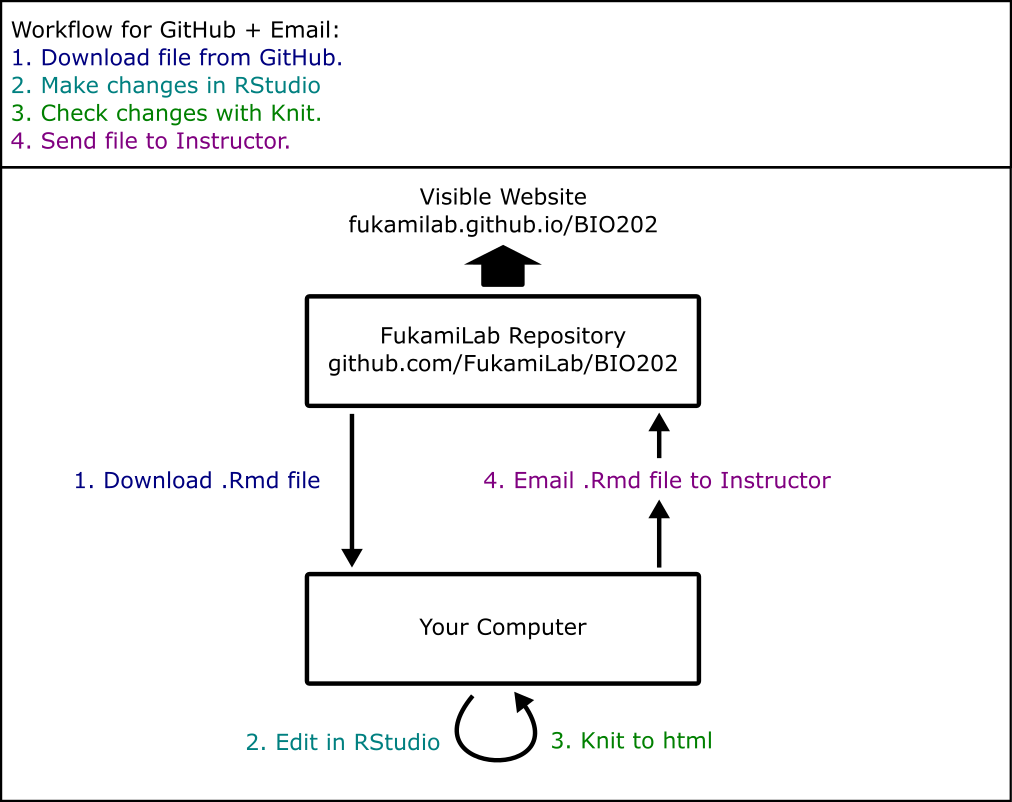 Workflow for GitHub + Email:
1. Download file from GitHub.
2. Make changes in RStudio
3. Check changes with Knit.
4. Send file to Instructor.
Visible Website
fukamilab.github.io/BIO202
FukamiLab Repository
github.com/FukamiLab/BIO202
1. Download .Rmd file
4. Email .Rmd file to Instructor
Your Computer
2. Edit in RStudio
3. Knit to html